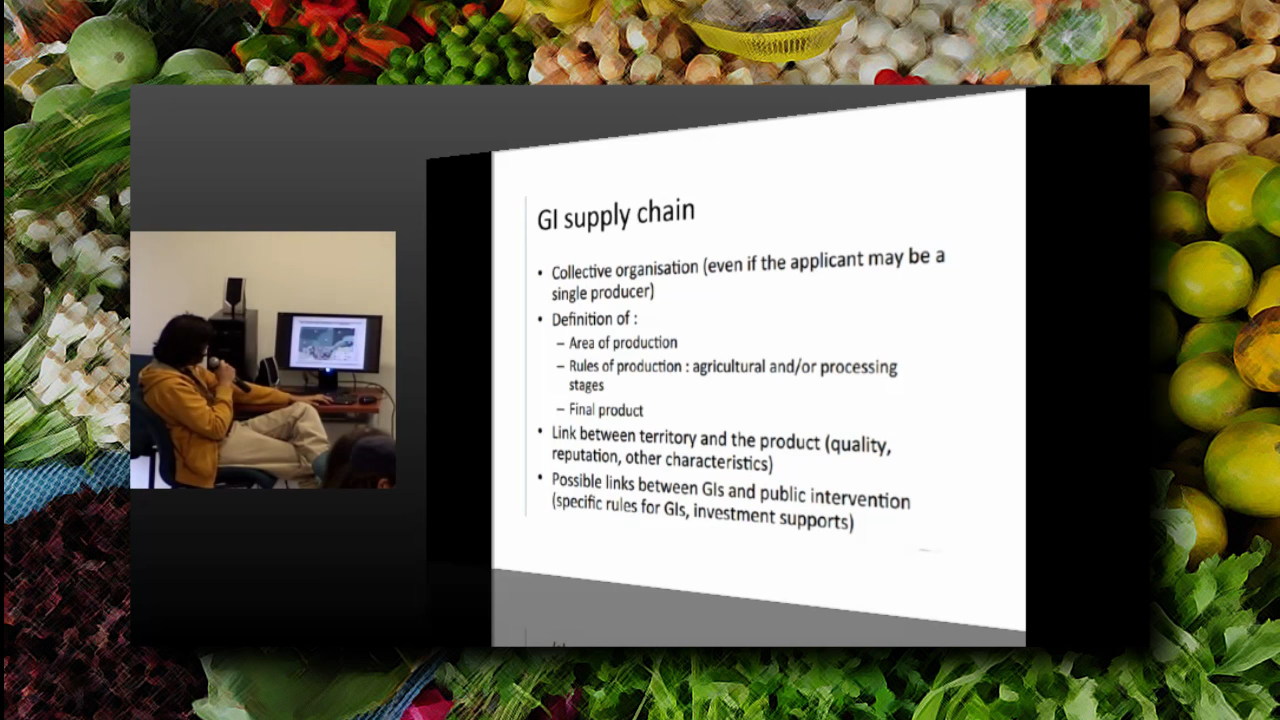 GI supply chain
• Collective organisation (even if the applicant may be a
single producer)
• Definition of :
– Area of production
– Rules of production : agricultural and/or processing
stages
– Final product
• Link between territory and the product (quality,
reputation, other characteristics)
• Possible links between GIs and public intervention
(specific rules for GIs, investment supports)